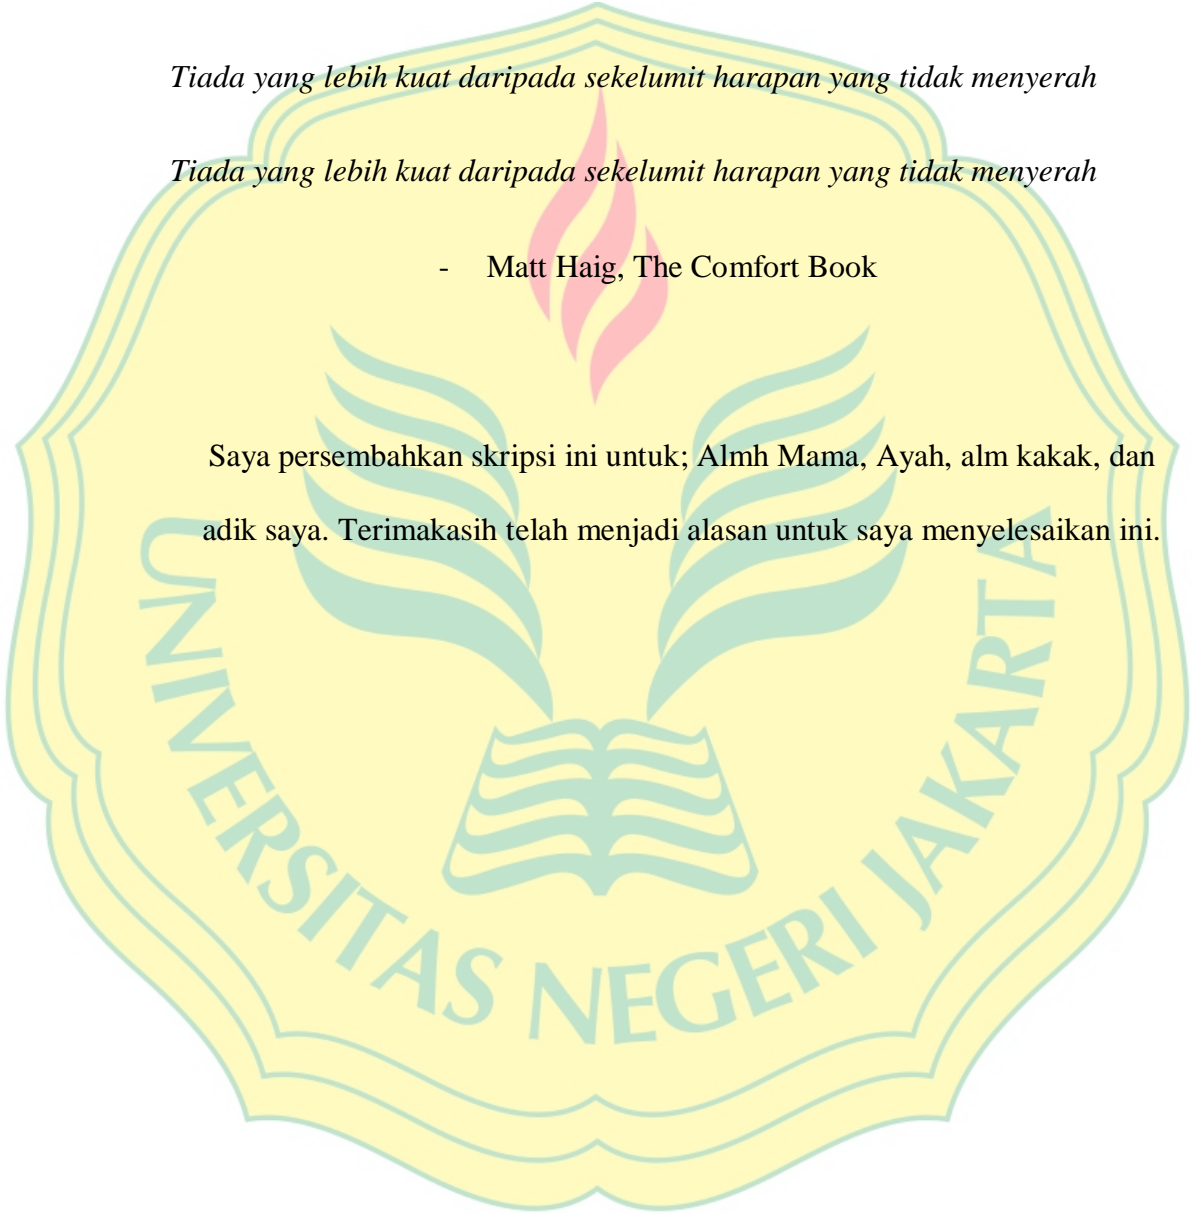 Tiada yang lebih kuat daripada sekelumit harapan yang tidak menyerah
Tiada yang lebih kuat daripada sekelumit harapan yang tidak menyerah
- Matt Haig, The Comfort Book
Saya persembahkan skripsi ini untuk; Almh Mama, Ayah, alm kakak, dan
adik saya. Terimakasih telah menjadi alasan untuk saya menyelesaikan ini.
UNIVERSITAS NEGERI JAKARTA